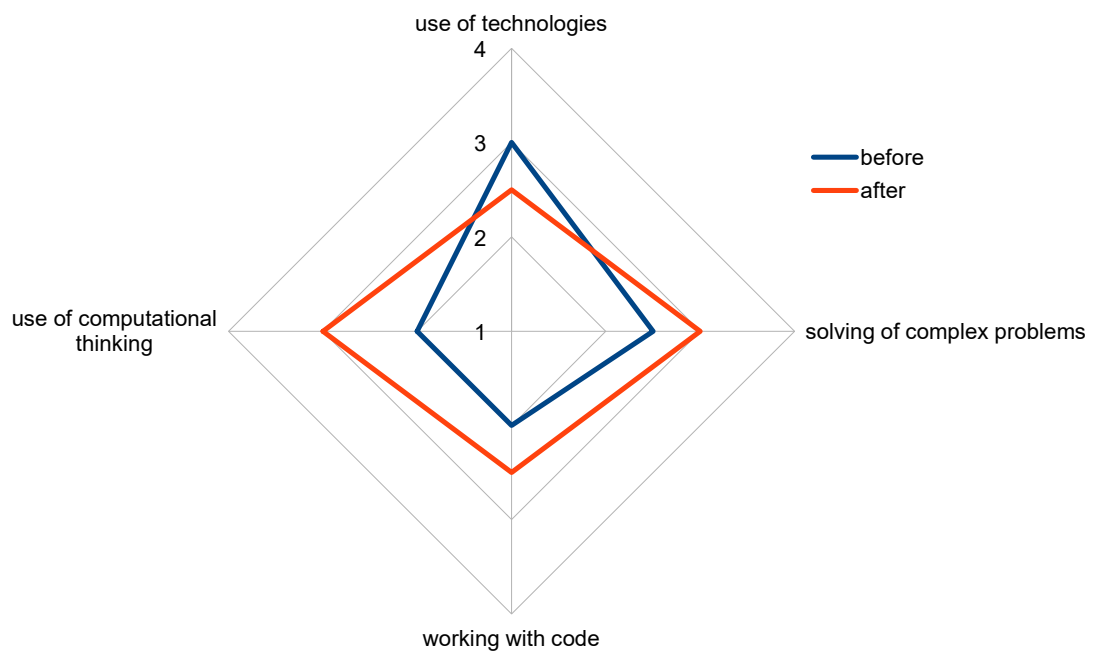 use of technologies
4
3
before
after
2
use of computational
thinking
1
solving of complex problems
working with code